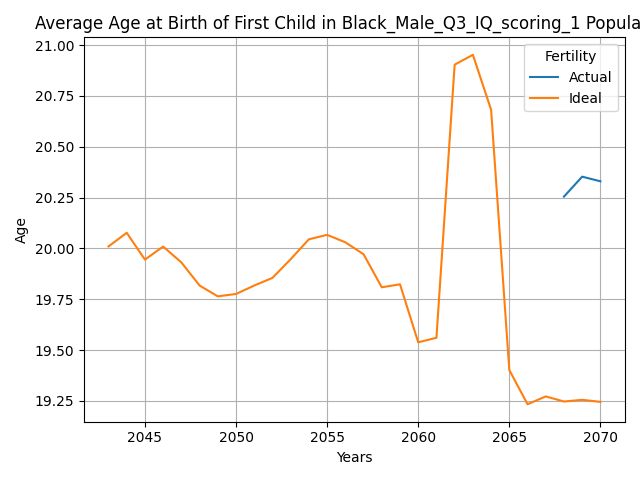 Average Age at Birth of First Child in Black_Male_Q3_IQ_scoring_1 Popula
Fertility
Actual
Ideal
21.00
20.75
20.50
20.25
20.00
19.75
19.50
19.25
Age
2045 2050 2055 2060 2065 2070
Years